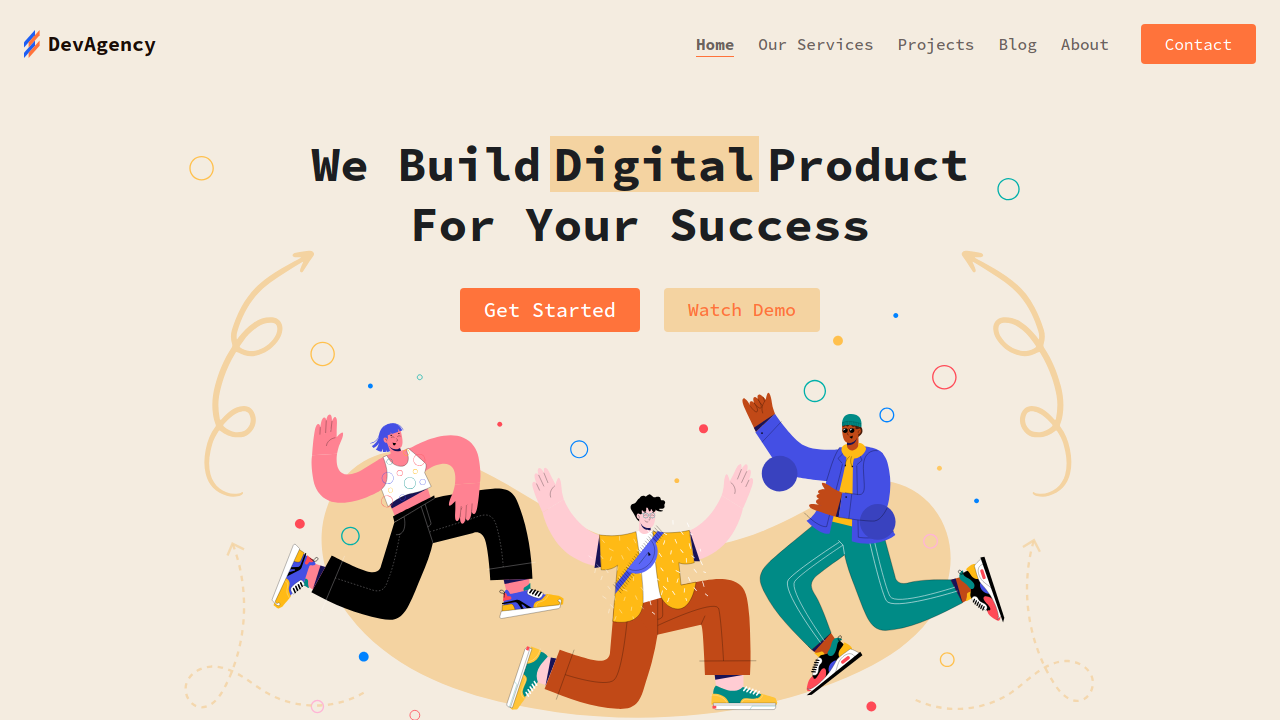 DevAgency
Home Our Services Projects Blog About Contact
We Build Digital Product
For Your Success
Get Started Watch Demo